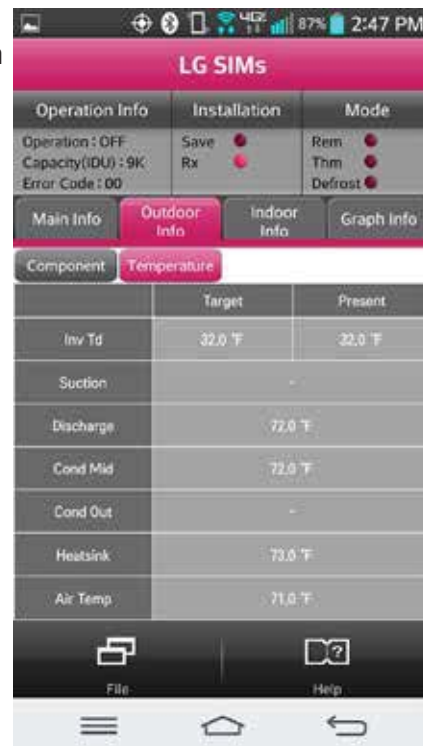 4G LTE 87% 2:47 PM
LG SIMs
Operation Info Installation Mode
Operation : OFF Save Rem
Capacity(IDU) : 9K Rx Thm
Error Code : 00 Defrost
Main Info Outdoor Info Indoor Info Graph Info
Component Temperature
Target Present
Inv Td 32.0 °F 32.0 °F
Suction -
Discharge 72.0 °F
Cond Mid 72.0 °F
Cond Out -
Heatsink 73.0 °F
Air Temp 71.0 °F
File Help